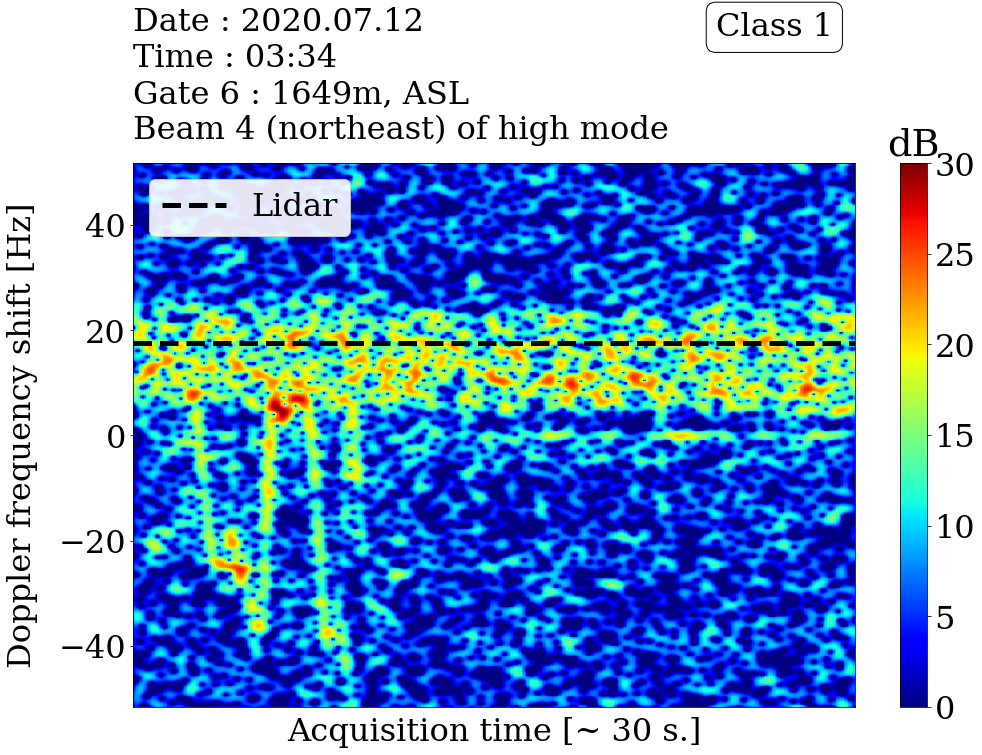 Date : 2020.07.12
Time : 03:34
Gate 6 : 1649m, ASL
Beam 4 (northeast) of high mode
Class 1
dB
Lidar
Doppler frequency shift [Hz]
40
20
0
−20
−40
30
25
20
15
10
5
0
Acquisition time [~ 30 s.]